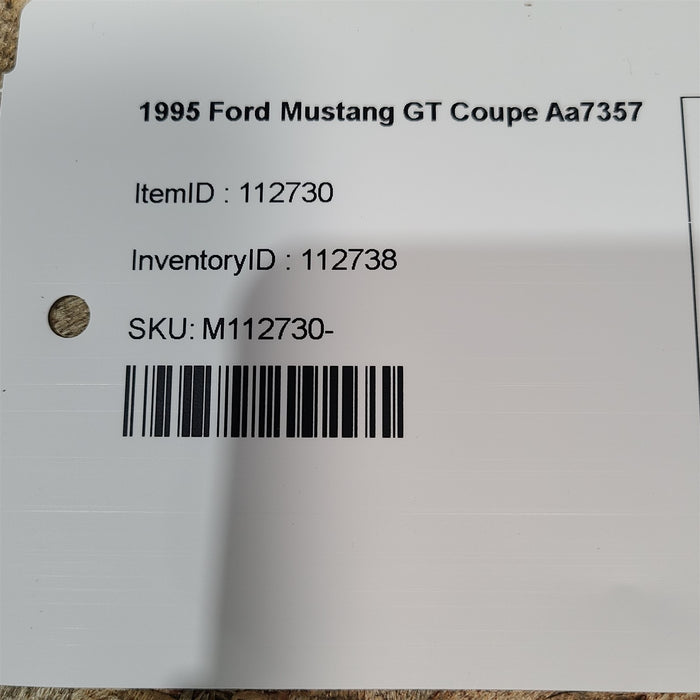 1995 Ford Mustang GT Coupe Aa7357
ItemID : 112730
InventoryID : 112738
SKU: M112730-